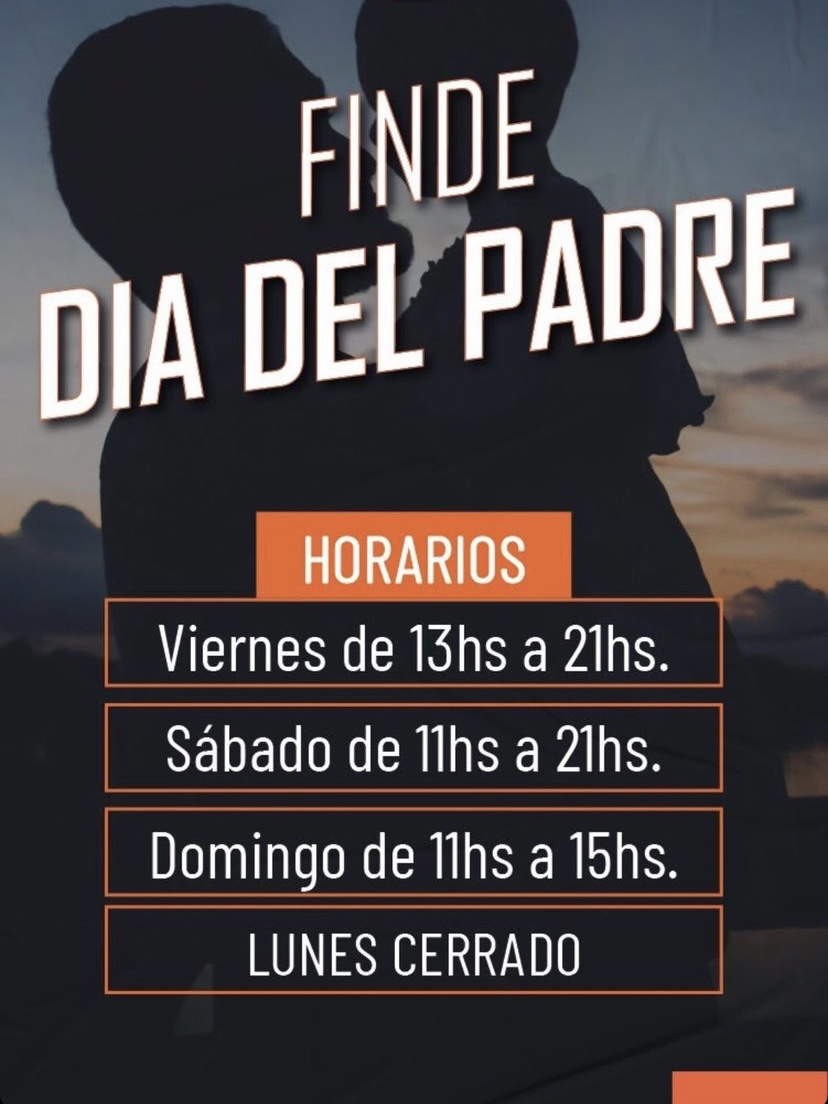 FINDE
DIA DEL PADRE
HORARIOS
Viernes de 13hs a 21hs.
Sábado de 11hs a 21hs.
Domingo de 11hs a 15hs.
LUNES CERRADO